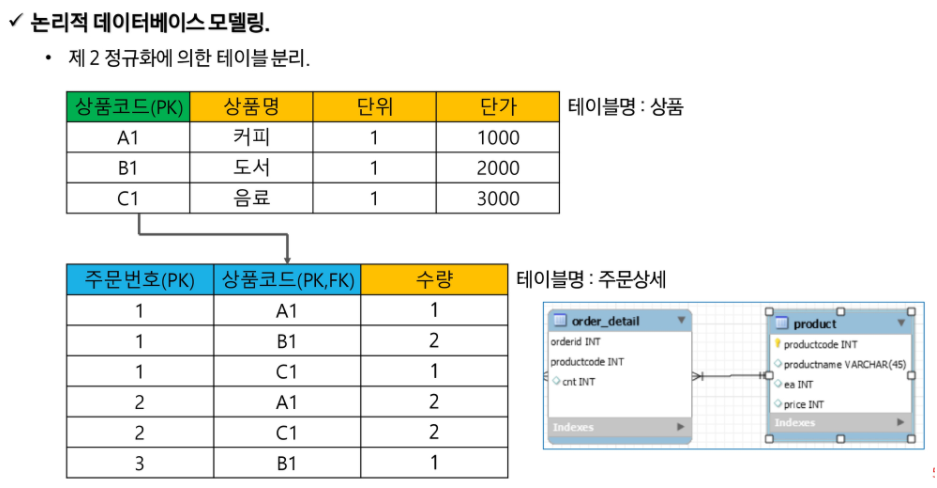 ✓ 논리적 데이터베이스 모델링.
• 제 2 정규화에 의한 테이블 분리.
상품코드(PK) 상품명 단위 단가 테이블명 : 상품
A1 커피 1 1000
B1 도서 1 2000
C1 음료 1 3000
주문번호(PK) 상품코드(PK,FK) 수량 테이블명 : 주문상세
1 A1 1
1 B1 2
1 C1 1
2 A1 2
2 C1 2
3 B1 1
order_detail
orderid INT
productcode INT
cnt INT
Indexes
product
productcode INT
productname VARCHAR(45)
ea INT
price INT
Indexes